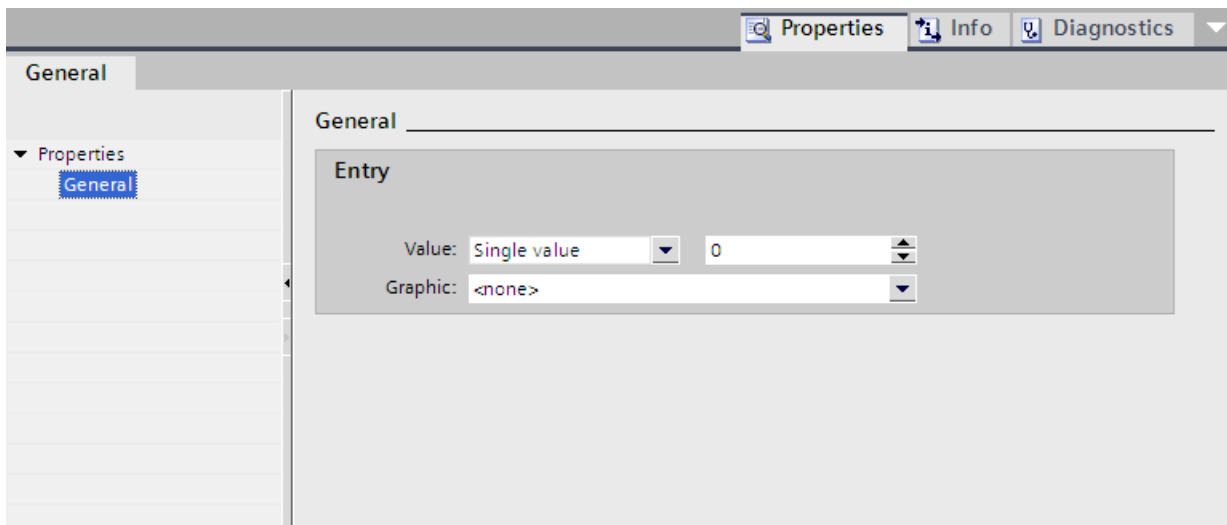 Properties Info Diagnostics
General
General
Properties
General
Entry
Value: Single value 0
Graphic: <none>